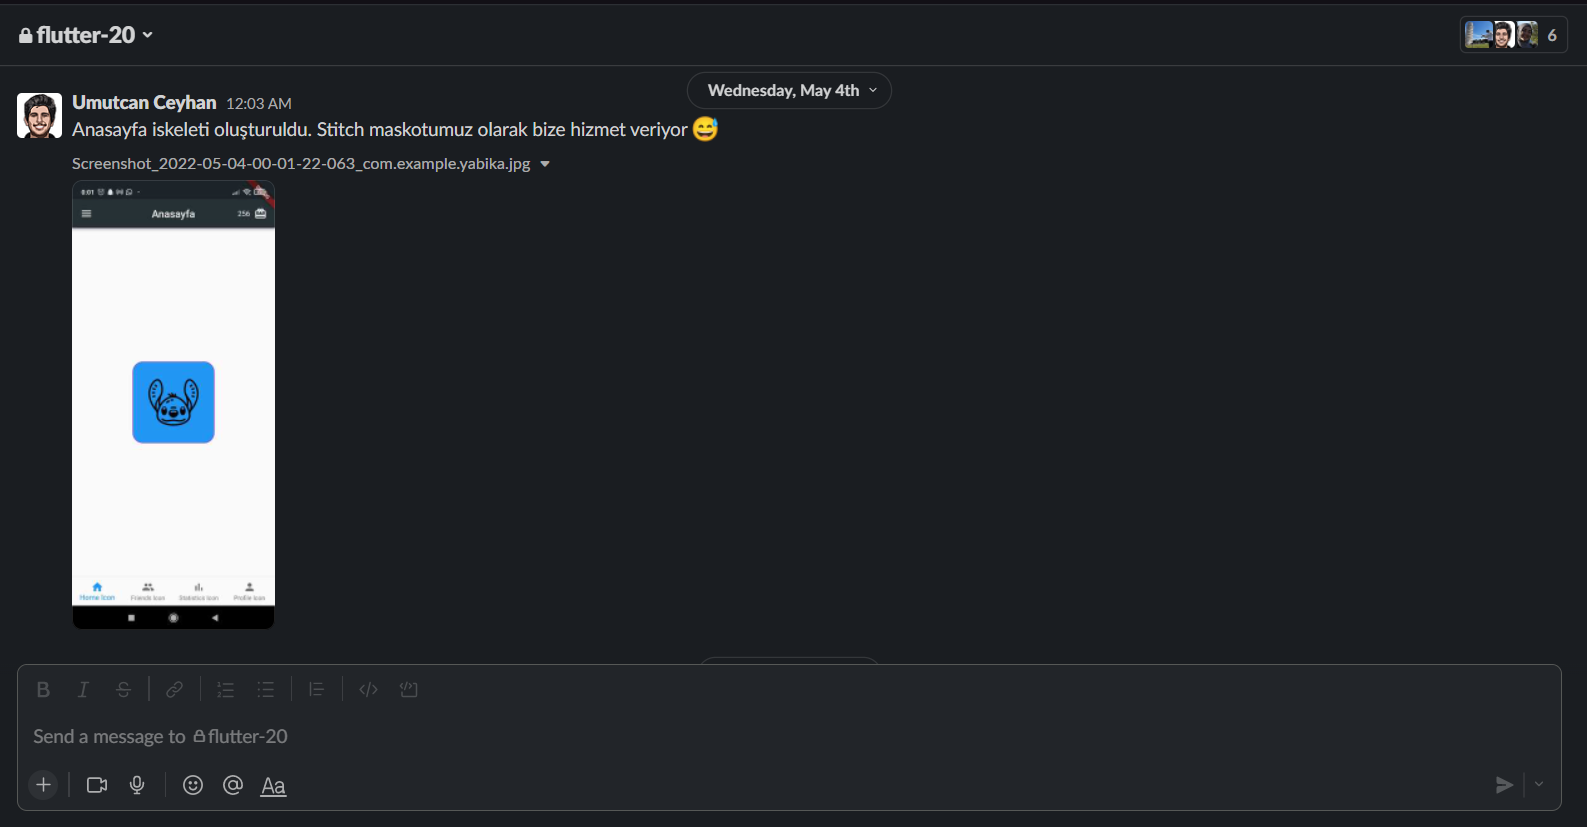 flutter-20
6
Wednesday, May 4th
Umutcan Ceyhan 12:03 AM
Anasayfa iskeleti oluşturuldu. Stitch maskotumuz olarak bize hizmet veriyor 😅
Screenshot_2022-05-04-00-01-22-063_com.example.yabika.jpg
Anasayfa 256
Home Icon Friends Icon Statistics Icon Profile Icon
B I S
Send a message to flutter-20
Aa